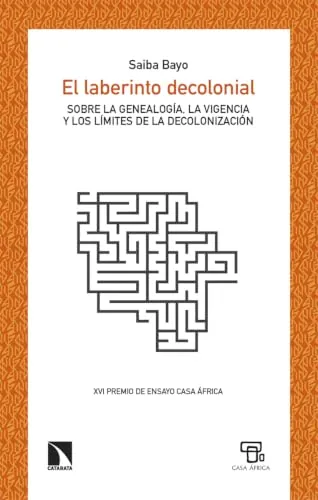 Saiba Bayo
El laberinto decolonial
SOBRE LA GENEALOGÍA, LA VIGENCIA
Y LOS LÍMITES DE LA DECOLONIZACIÓN
XVI PREMIO DE ENSAYO CASA ÁFRICA
CATARATA
CASA ÁFRICA